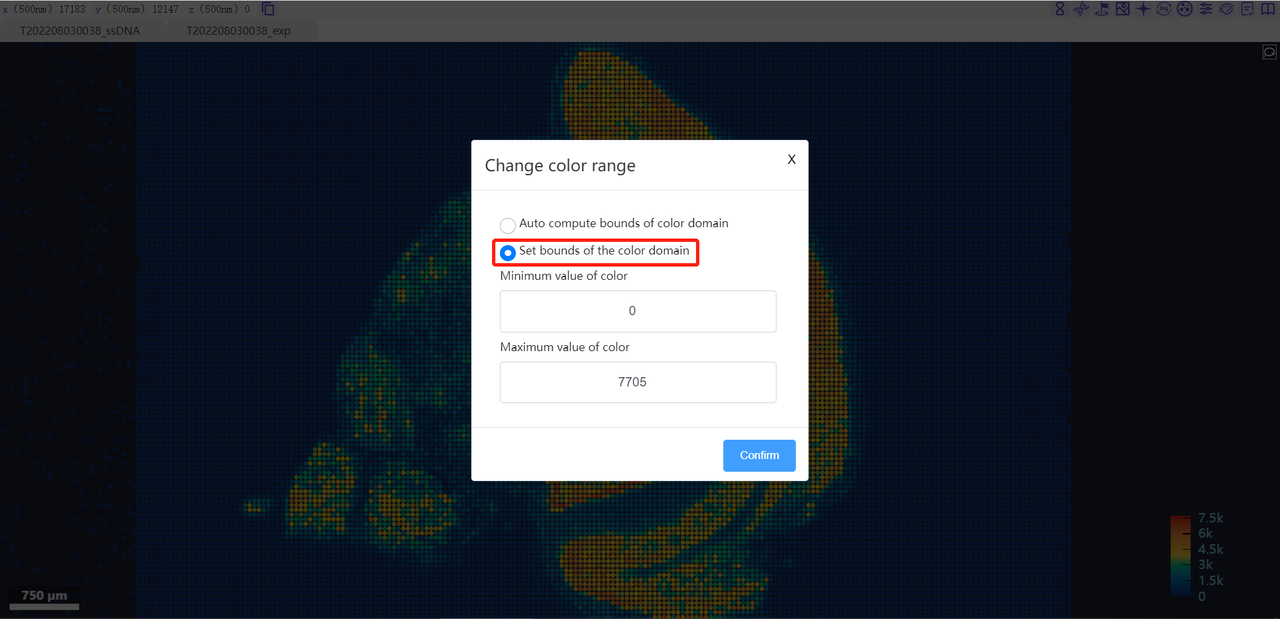 x (500nm) 17183 y (500nm) 12147 z (500nm) 0
T202208030038_ssDNA T202208030038_exp
Change color range X
Auto compute bounds of color domain
Set bounds of the color domain
Minimum value of color
0
Maximum value of color
7705
Confirm
7.5k
6k
4.5k
3k
1.5k
0
750 μm